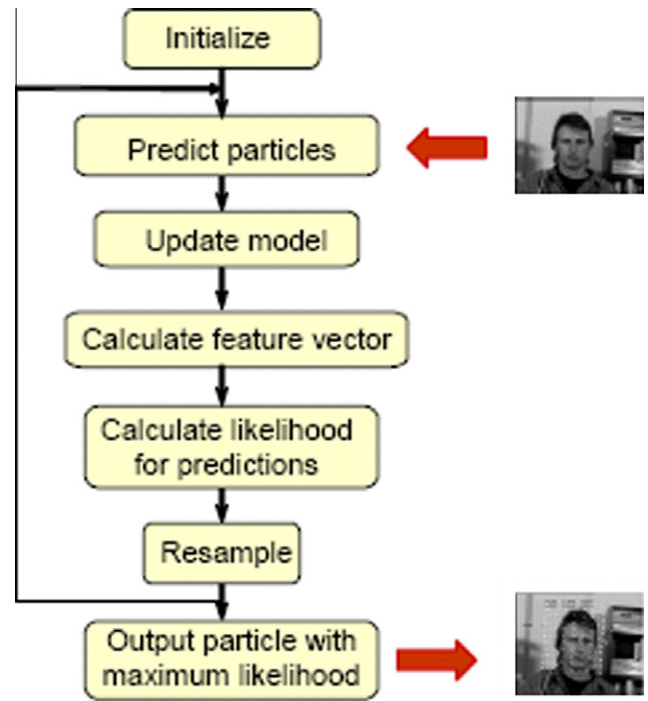 Initialize
Predict particles
Update model
Calculate feature vector
Calculate likelihood
for predictions
Resample
Output particle with
maximum likelihood